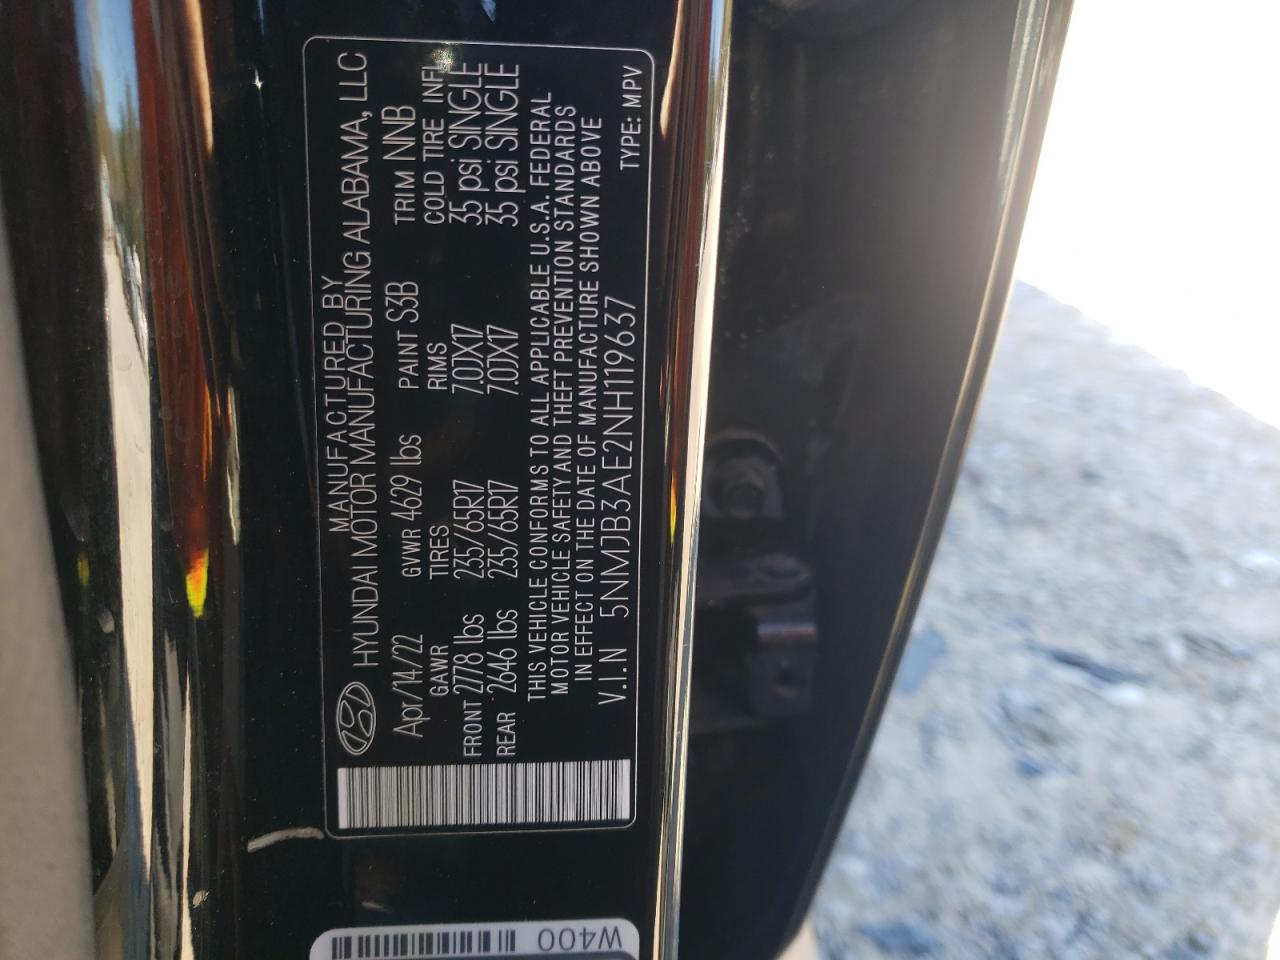 MANUFACTURED BY
HYUNDAI MOTOR MANUFACTURING ALABAMA, LLC
Apr/14/22 GVWR 4629 lbs PAINT S3B TRIM NNB
GAWR TIRES RIMS COLD TIRE INFL
FRONT 2778 lbs 235/65R17 7.0JX17 35 psi SINGLE
REAR 2646 lbs 235/65R17 7.0JX17 35 psi SINGLE
THIS VEHICLE CONFORMS TO ALL APPLICABLE U.S.A. FEDERAL
MOTOR VEHICLE SAFETY AND THEFT PREVENTION STANDARDS
IN EFFECT ON THE DATE OF MANUFACTURE SHOWN ABOVE
V.I.N 5NMJB3AE2NH119637 TYPE: MPV
W400